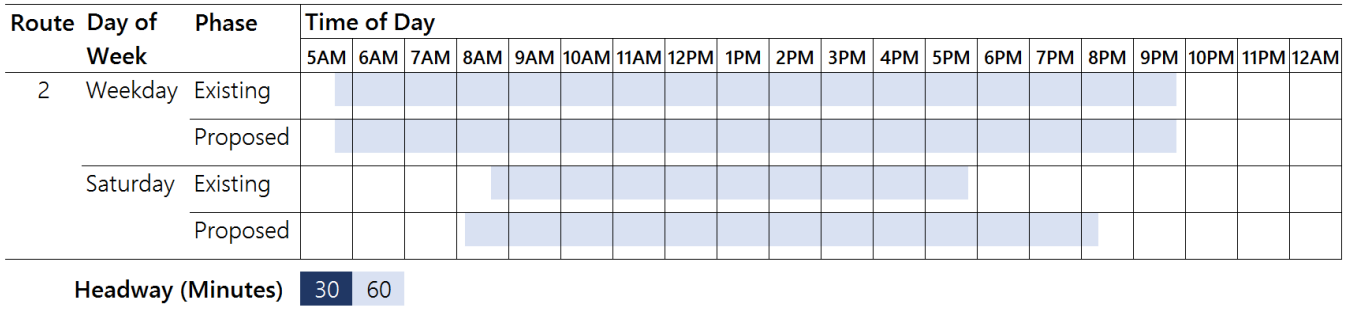 Route Day of Week Phase Time of Day
5AM 6AM 7AM 8AM 9AM 10AM 11AM 12PM 1PM 2PM 3PM 4PM 5PM 6PM 7PM 8PM 9PM 10PM 11PM 12AM
2 Weekday Existing
Proposed
Saturday Existing
Proposed
Headway (Minutes) 30 60